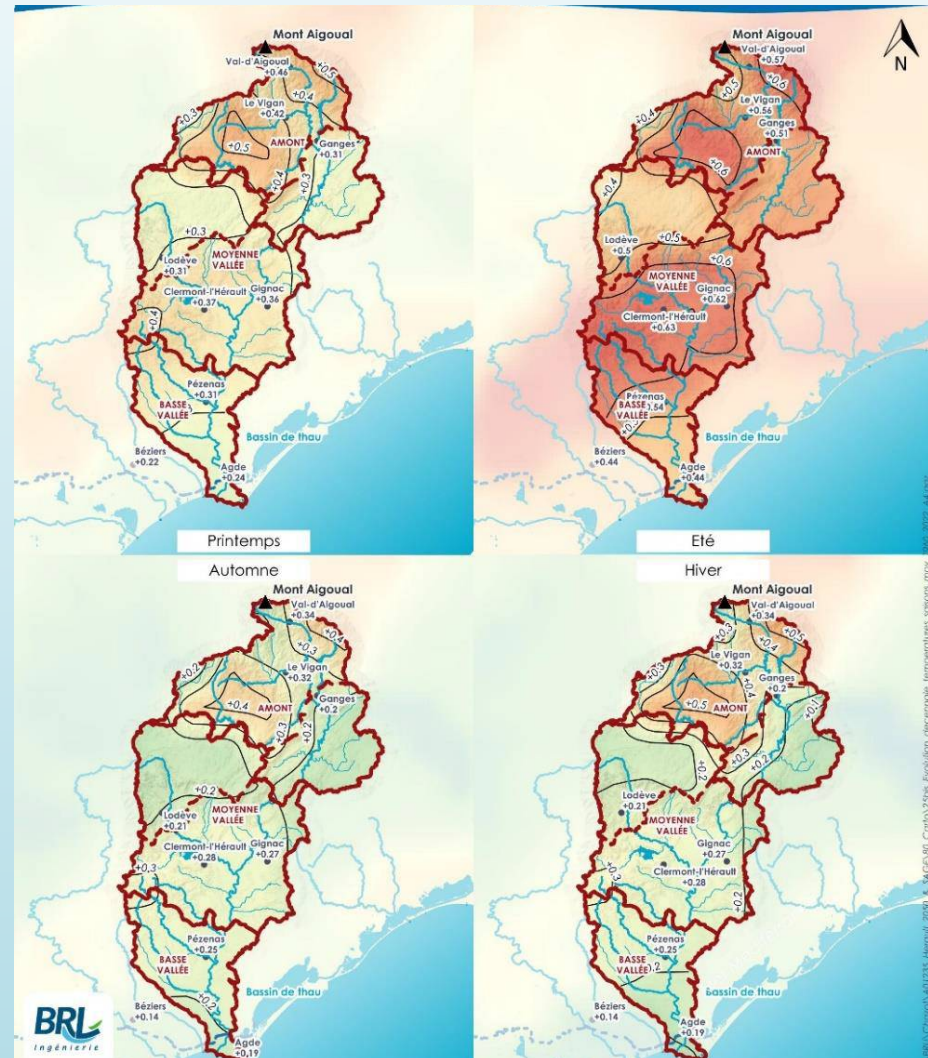 Mont Aigoual
Val-d'Aigoual
+0.46
+0.5
+0.4
+0.3
Le Vigan
+0.42
Ganges
+0.31
AMONT
+0.5
+0.4
+0.3
+0.3
Lodève
+0.31
MOYENNE
VALLÉE
Clermont-l'Hérault
+0.37
Gignac
+0.36
+0.4
Pézenas
+0.31
BASSE
VALLÉE
Béziers
+0.22
Agde
+0.24
Bassin de thau
Printemps
Mont Aigoual
N
Val-d'Aigoual
+0.57
+0.5
+0.6
+0.4
Le Vigan
+0.56
Ganges
+0.51
AMONT
+0.6
+0.4
Lodève
+0.5
+0.5
+0.6
MOYENNE
VALLÉE
Gignac
+0.62
Clermont-l'Hérault
+0.63
Pézenas
+0.54
BASSE
VALLÉE
Béziers
+0.44
Agde
+0.44
Bassin de thau
Eté
Automne
Mont Aigoual
Val-d'Aigoual
+0.34
+0.4
+0.3
+0.2
Le Vigan
+0.32
Ganges
+0.2
AMONT
+0.4
+0.3
+0.2
+0.2
Lodève
+0.21
MOYENNE
VALLÉE
Clermont-l'Hérault
+0.28
Gignac
+0.27
+0.3
Pézenas
+0.25
BASSE
VALLÉE
+0.2
Béziers
+0.14
Agde
+0.19
Bassin de thau
BRL
Ingénierie
Hiver
Mont Aigoual
Val-d'Aigoual
+0.34
+0.3
+0.5
+0.4
+0.3
Le Vigan
+0.32
+0.4
Ganges
+0.2
AMONT
+0.5
+0.1
+0.3
+0.2
+0.2
Lodève
+0.21
MOYENNE
VALLÉE
Gignac
+0.27
Clermont-l'Hérault
+0.28
+0.3
+0.2
Pézenas
+0.25
BASSE
VALLÉE
Béziers
+0.14
Agde
+0.19
Bassin de thau